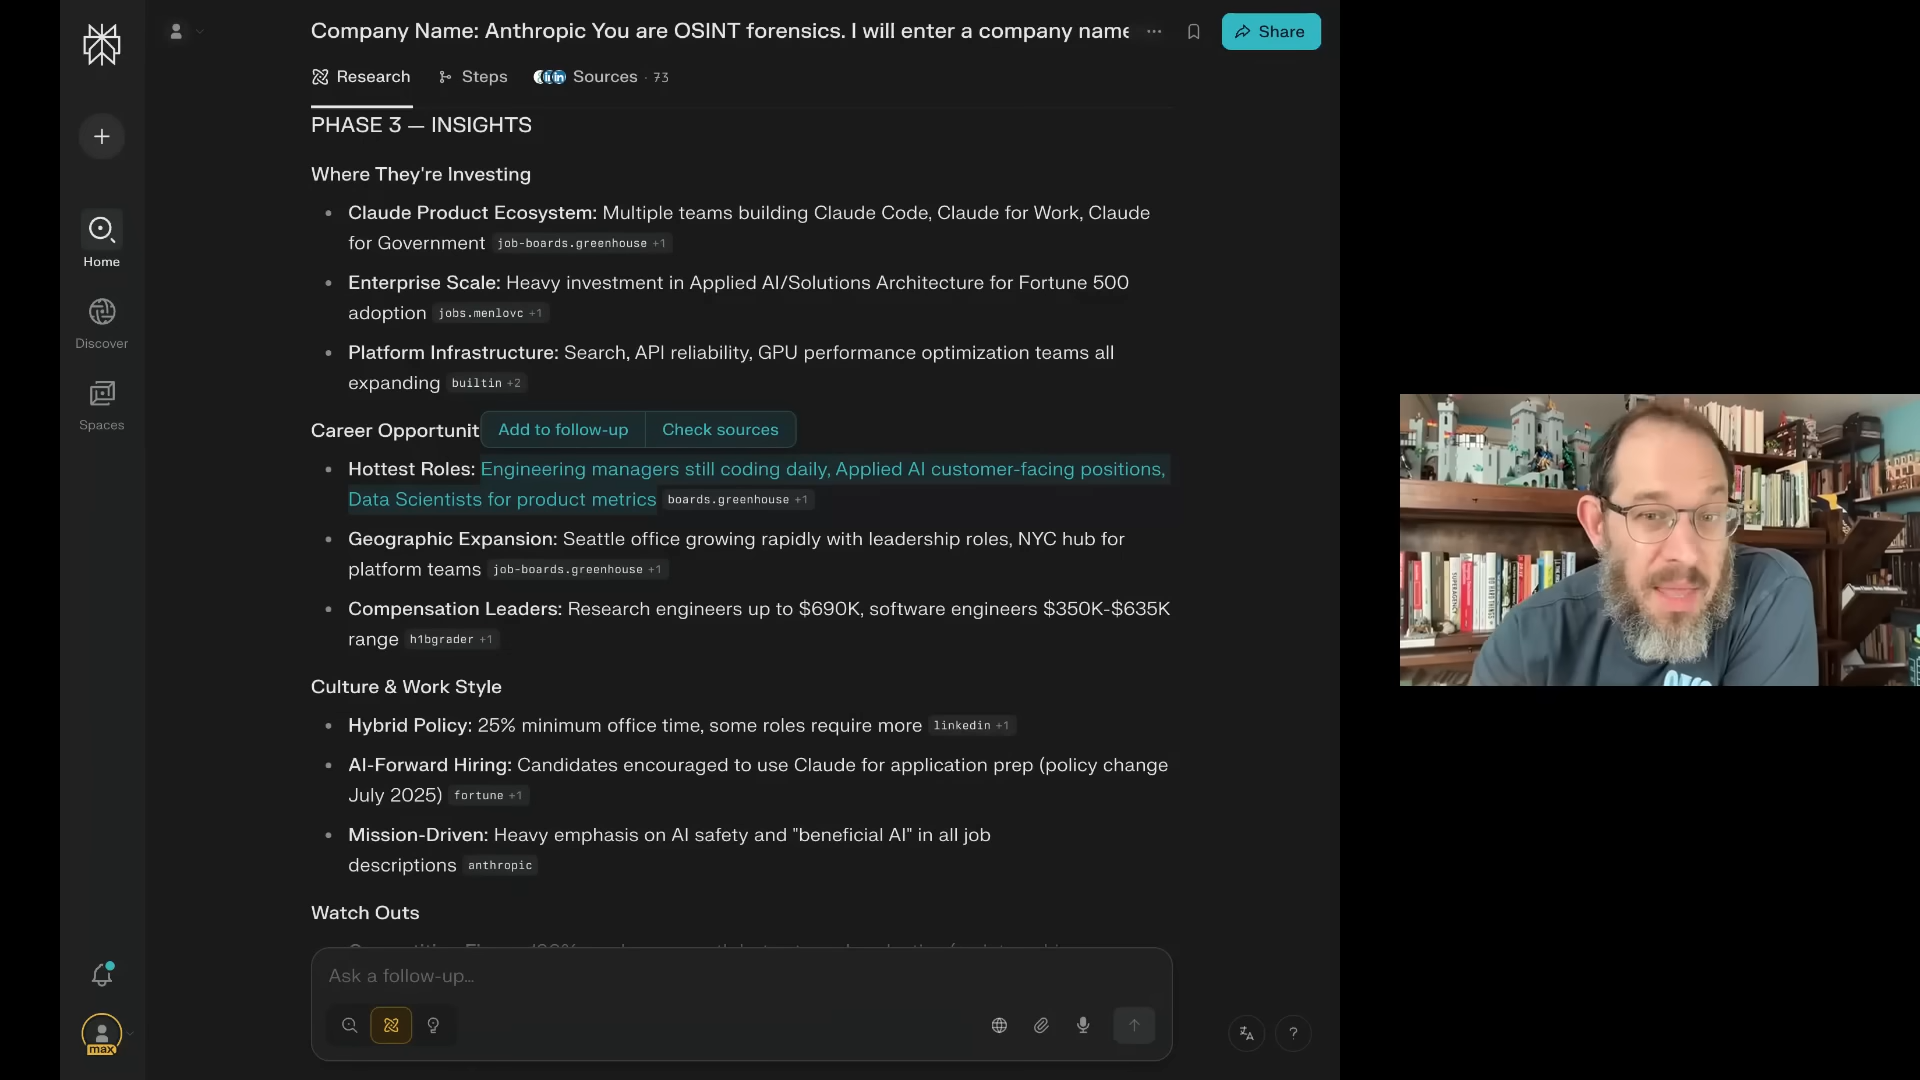 Company Name: Anthropic You are OSINT forensics. I will enter a company name
Share
Research
Steps
Sources · 73
PHASE 3 — INSIGHTS
Where They're Investing
Claude Product Ecosystem: Multiple teams building Claude Code, Claude for Work, Claude
for Government job-boards.greenhouse +1
Enterprise Scale: Heavy investment in Applied AI/Solutions Architecture for Fortune 500
adoption jobs.menlovc +1
Platform Infrastructure: Search, API reliability, GPU performance optimization teams all
expanding builtin +2
Career Opportunit
Add to follow-up
Check sources
Hottest Roles: Engineering managers still coding daily, Applied AI customer-facing positions,
Data Scientists for product metrics boards.greenhouse +1
Geographic Expansion: Seattle office growing rapidly with leadership roles, NYC hub for
platform teams job-boards.greenhouse +1
Compensation Leaders: Research engineers up to $690K, software engineers $350K-$635K
range h1bgrader +1
Culture & Work Style
Hybrid Policy: 25% minimum office time, some roles require more linkedin +1
AI-Forward Hiring: Candidates encouraged to use Claude for application prep (policy change
July 2025) fortune +1
Mission-Driven: Heavy emphasis on AI safety and "beneficial AI" in all job
descriptions anthropic
Watch Outs
Ask a follow-up...
Home
Discover
Spaces
max
?